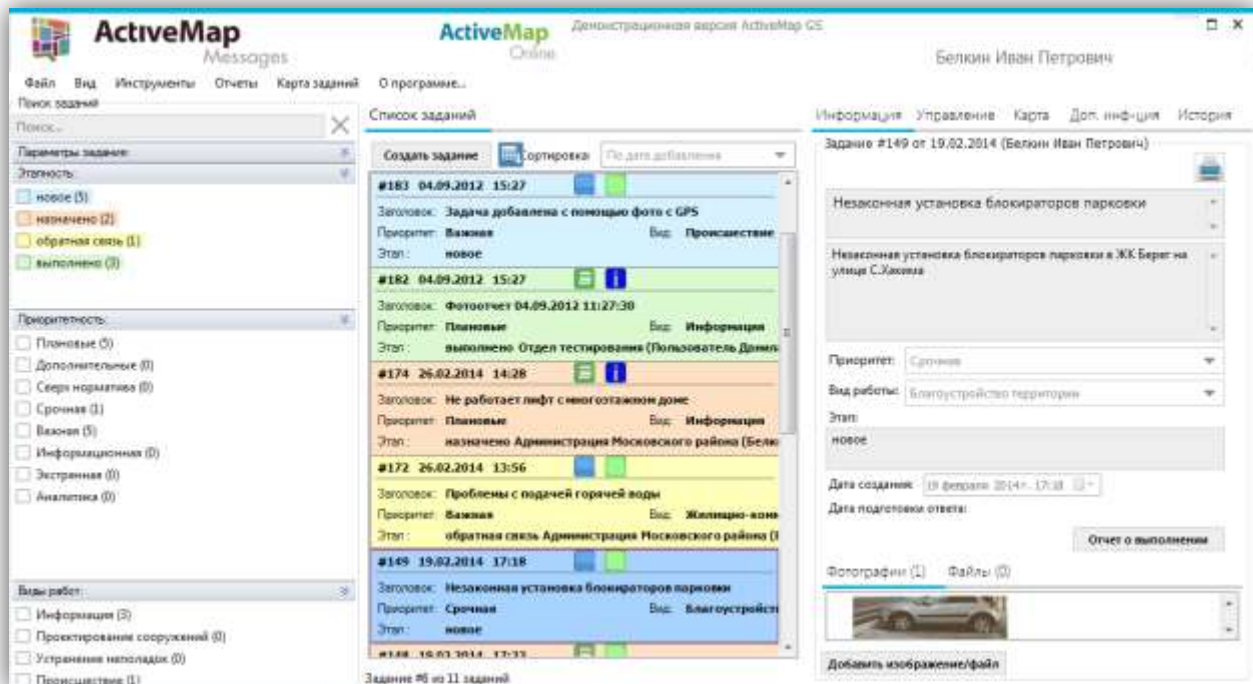 ActiveMap
Messages
ActiveMap
Online
Демонстрационная версия ActiveMap GS
Белкин Иван Петрович
Файл Вид Инструменты Отчеты Карта заданий О программе...
Поиск заданий
Поиск...
Параметры задания:
Этапность:
новое (5)
назначено (2)
обратная связь (1)
выполнено (3)
Приоритетность:
Плановые (5)
Дополнительные (0)
Сверх норматива (0)
Срочная (1)
Важная (5)
Информационная (0)
Экстренная (0)
Аналитика (0)
Виды работ:
Информация (3)
Проектирование сооружений (0)
Устранение неполадок (0)
Происшествие (1)
Список заданий
Создать задание Сортировка: По дате добавления
#183 04.09.2012 15:27
Заголовок: Задача добавлена с помощью фото с GPS
Приоритет: Важная Вид: Происшествие
Этап: новое
#182 04.09.2012 15:27
Заголовок: Фотоотчет 04.09.2012 11:27:30
Приоритет: Плановые Вид: Информация
Этап: выполнено Отдел тестирования (Пользователь Данила
#174 26.02.2014 14:28
Заголовок: Не работает лифт с многоэтажном доме
Приоритет: Плановые Вид: Информация
Этап: назначено Администрация Московского района (Белки
#172 26.02.2014 13:56
Заголовок: Проблемы с подачей горячей воды
Приоритет: Важная Вид: Жилищно-комм
Этап: обратная связь Администрация Московского района (
#149 19.02.2014 17:18
Заголовок: Незаконная установка блокираторов парковки
Приоритет: Срочная Вид: Благоустройст
Этап: новое
#148 19.02.2014 17:33
Задание #6 из 11 заданий
Информация Управление Карта Доп. инф-ция История
Задание #149 от 19.02.2014 (Белкин Иван Петрович)
Незаконная установка блокираторов парковки
Незаконная установка блокираторов парковки в ЖК Берег на
улице С.Хакима
Приоритет: Срочная
Вид работы: Благоустройство территории
Этап:
новое
Дата создания: 19 февраля 2014 г. 17:18
Дата подготовки ответа:
Отчет о выполнении
Фотографии (1) Файлы (0)
Добавить изображение/файл